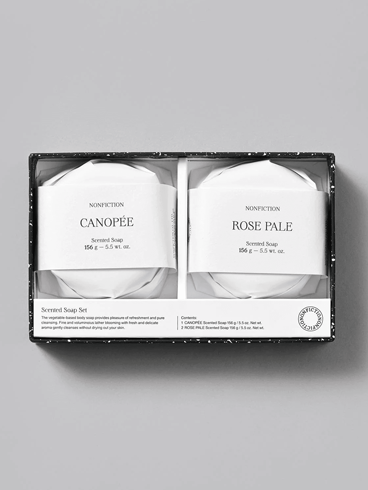 NONFICTION
CANOPÉE
Scented Soap
156 g — 5.5 wt. oz.
NONFICTION
ROSE PALE
Scented Soap
156 g — 5.5 wt. oz.
Scented Soap Set
The vegetable-based body soap provides pleasure of refreshment and pure
cleansing. Fine and voluminous lather blooming with fresh and delicate
aroma gently cleanses without drying out your skin.
Contents:
1 CANOPÉE Scented Soap 156 g / 5.5 oz. Net wt.
2 ROSE PALE Scented Soap 156 g / 5.5 oz. Net wt.
NONFICTION NONFICTION